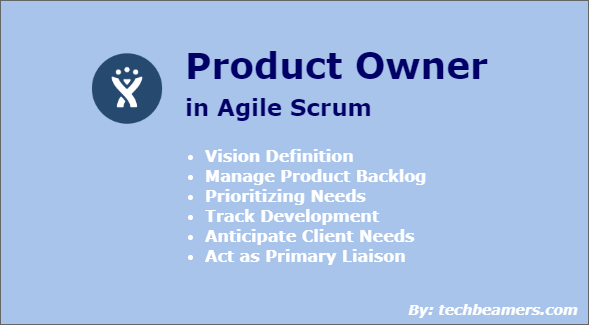 Product Owner
in Agile Scrum
• Vision Definition
• Manage Product Backlog
• Prioritizing Needs
• Track Development
• Anticipate Client Needs
• Act as Primary Liaison
By: techbeamers.com